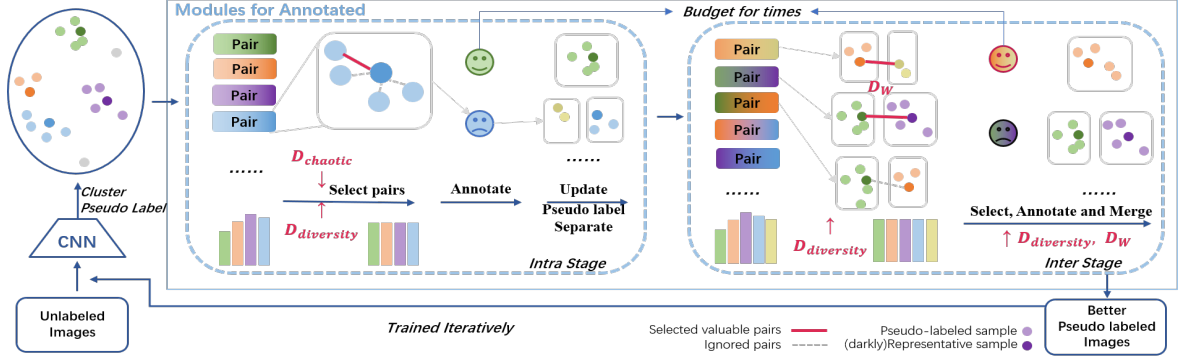 Modules for Annotated
Budget for times
Pair
Pair
Pair
Pair
......
D_chaotic
Select pairs
D_diversity
Annotate
Update
Pseudo label
Separate
......
Intra Stage
Pair
Pair
Pair
Pair
Pair
......
D_W
D_diversity
......
Select, Annotate and Merge
D_diversity, D_W
Inter Stage
Cluster
Pseudo Label
CNN
Unlabeled
Images
Trained Iteratively
Selected valuable pairs
Ignored pairs
Pseudo-labeled sample
(darkly)Representative sample
Better
Pseudo labeled
Images